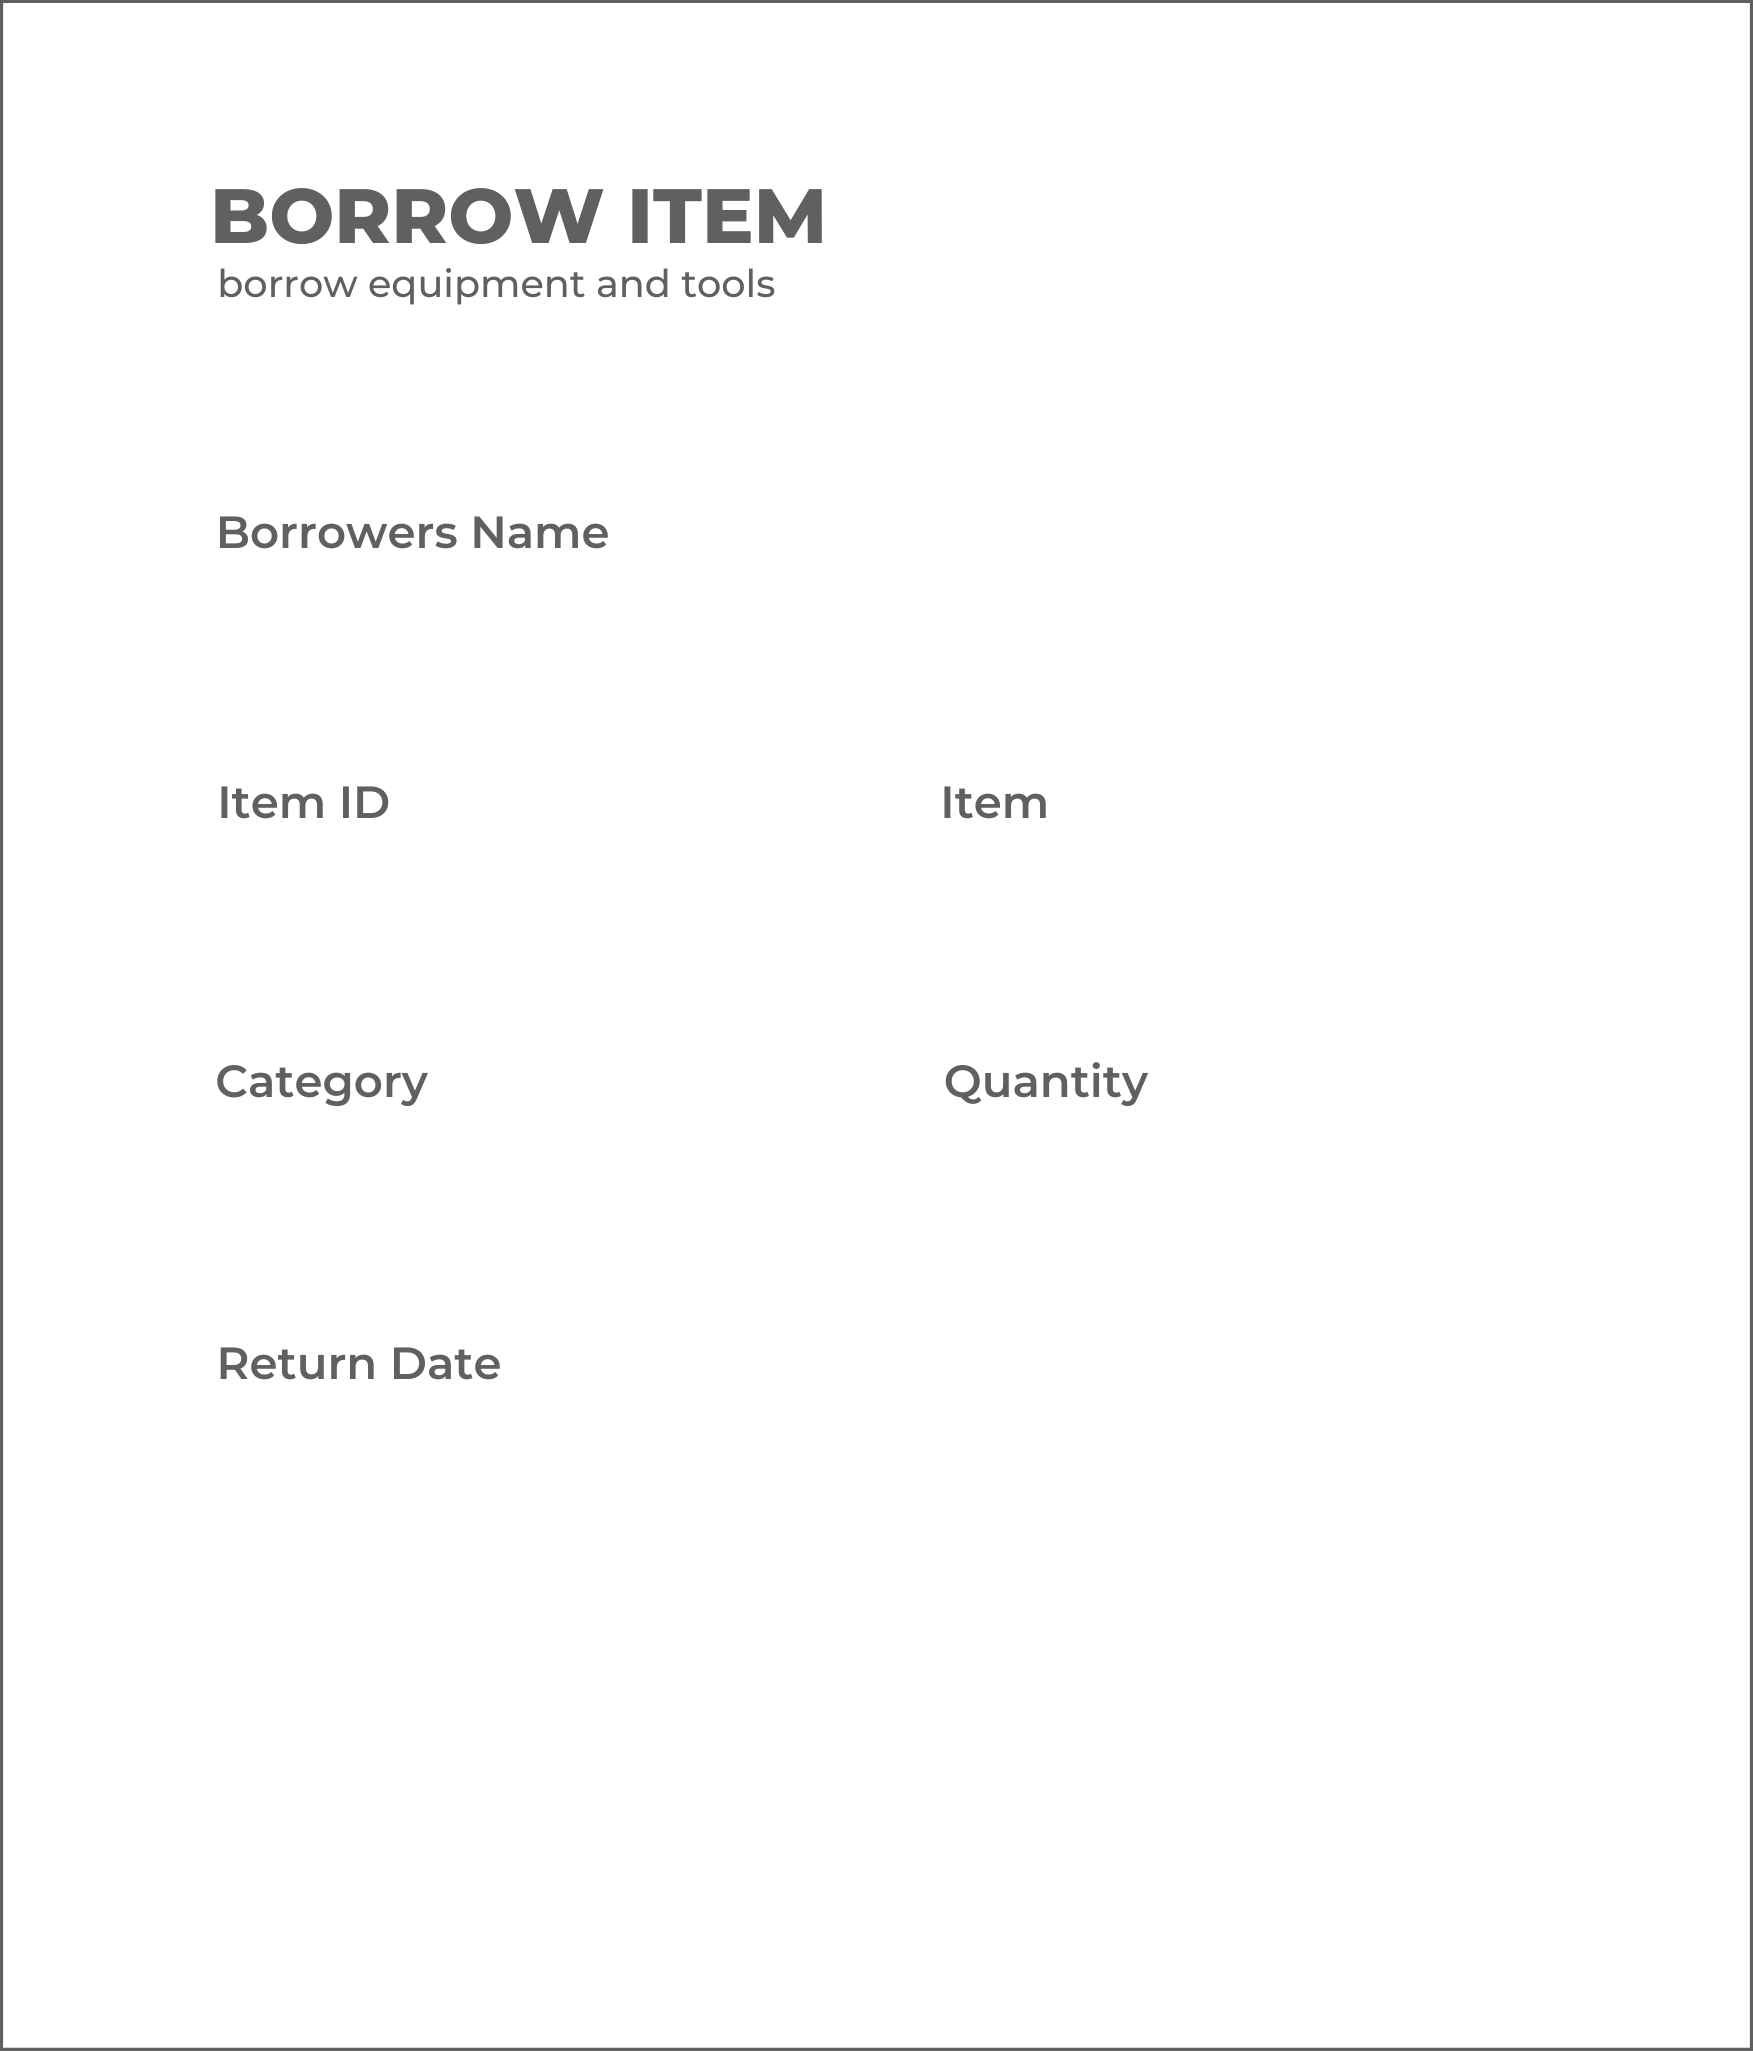 BORROW ITEM
borrow equipment and tools
Borrowers Name
Item ID
Item
Category
Quantity
Return Date